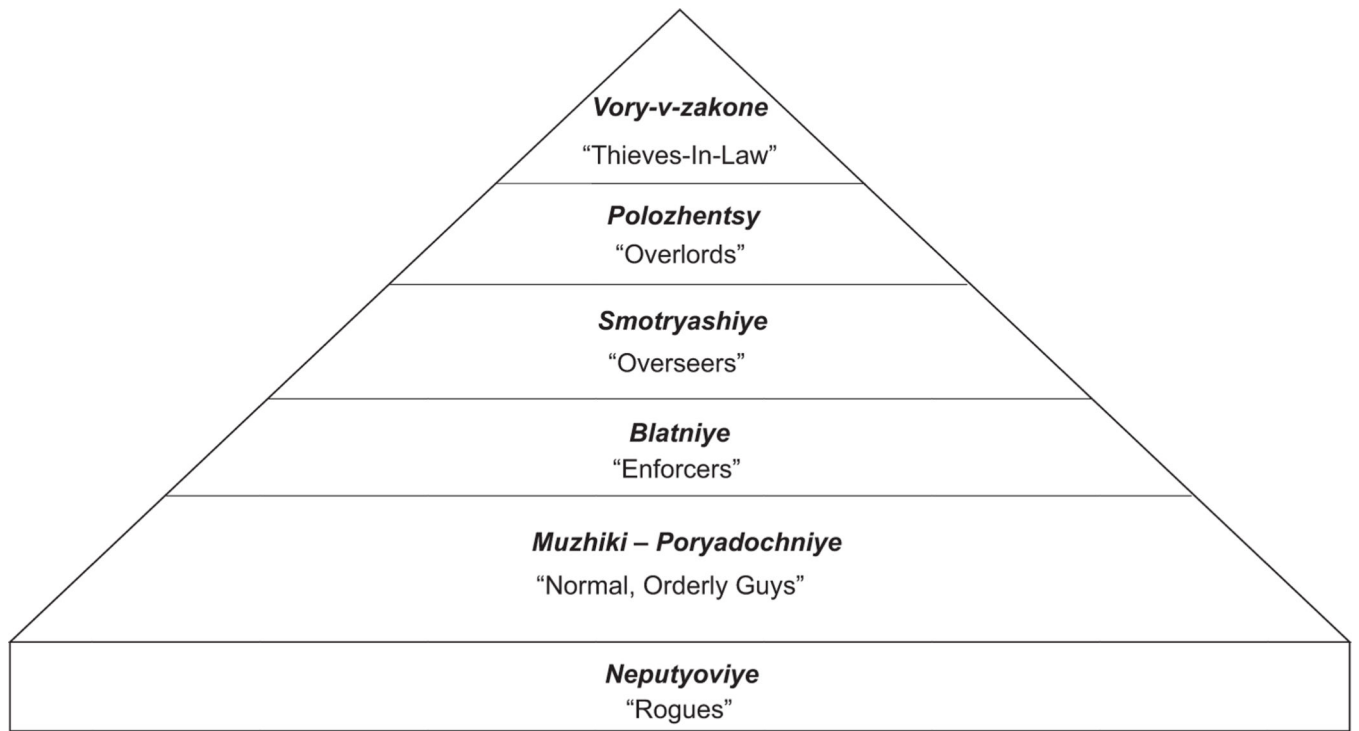 Vory-v-zakone
“Thieves-In-Law”
Polozhentsy
“Overlords”
Smotryashiye
“Overseers”
Blatniye
“Enforcers”
Muzhiki – Poryadochniye
“Normal, Orderly Guys”
Neputyoviye
“Rogues”